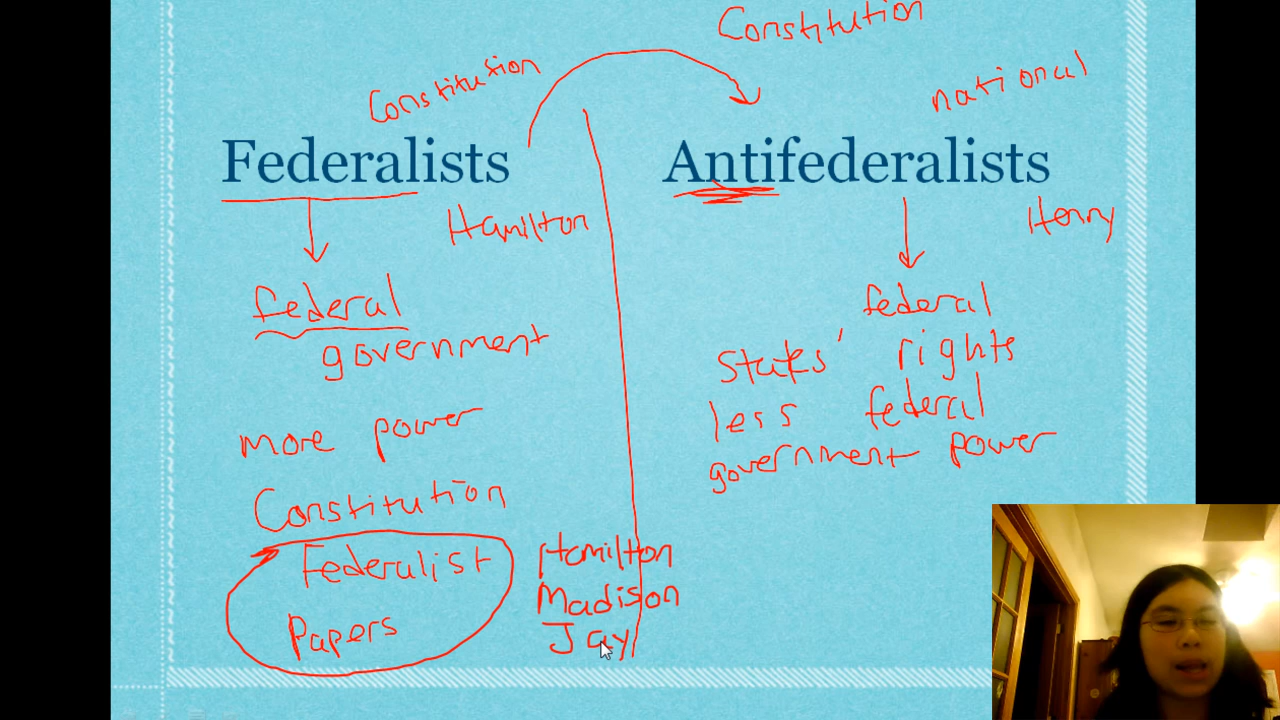 Constitution
Constitution
national
Federalists
Antifederalists
Hamilton
Henry
federal
government
more power
Constitution
Federalist
Papers
Hamilton
Madison
Jay
federal
States' rights
less federal
government power